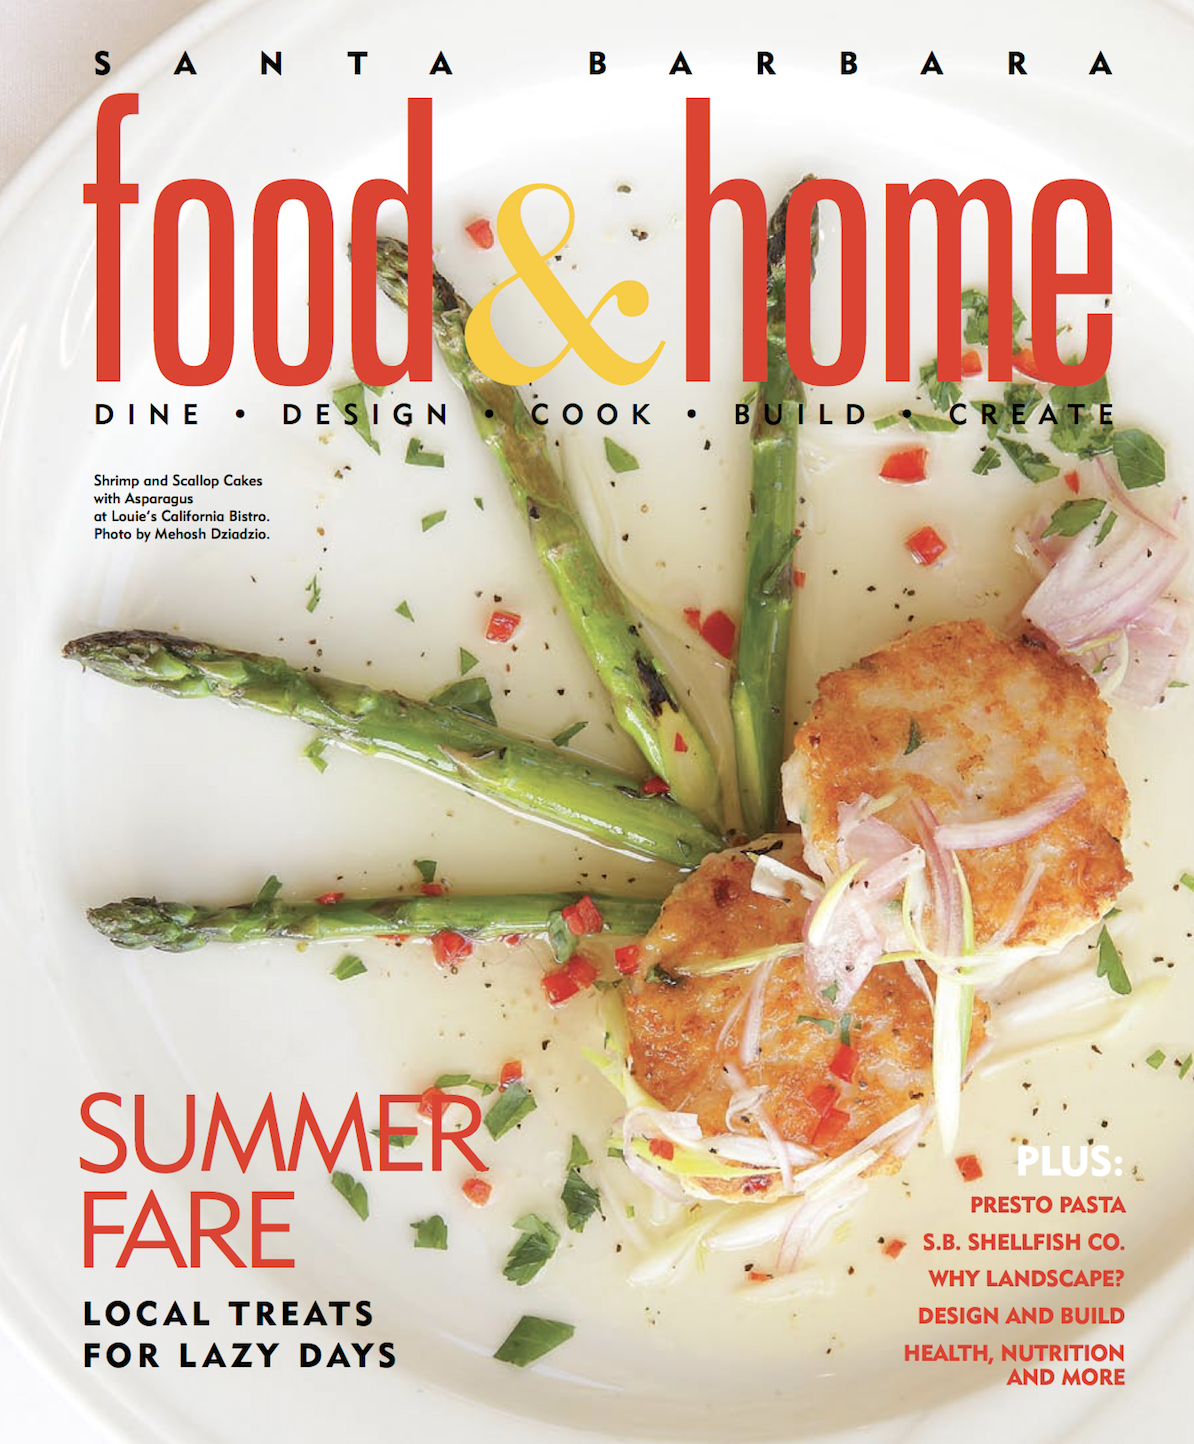 SANTA BARBARA
food & home
DINE • DESIGN • COOK • BUILD • CREATE
Shrimp and Scallop Cakes
with Asparagus
at Louie's California Bistro.
Photo by Mehosh Dziadzio.
SUMMER
FARE
LOCAL TREATS
FOR LAZY DAYS
PLUS:
PRESTO PASTA
S.B. SHELLFISH CO.
WHY LANDSCAPE?
DESIGN AND BUILD
HEALTH, NUTRITION
AND MORE